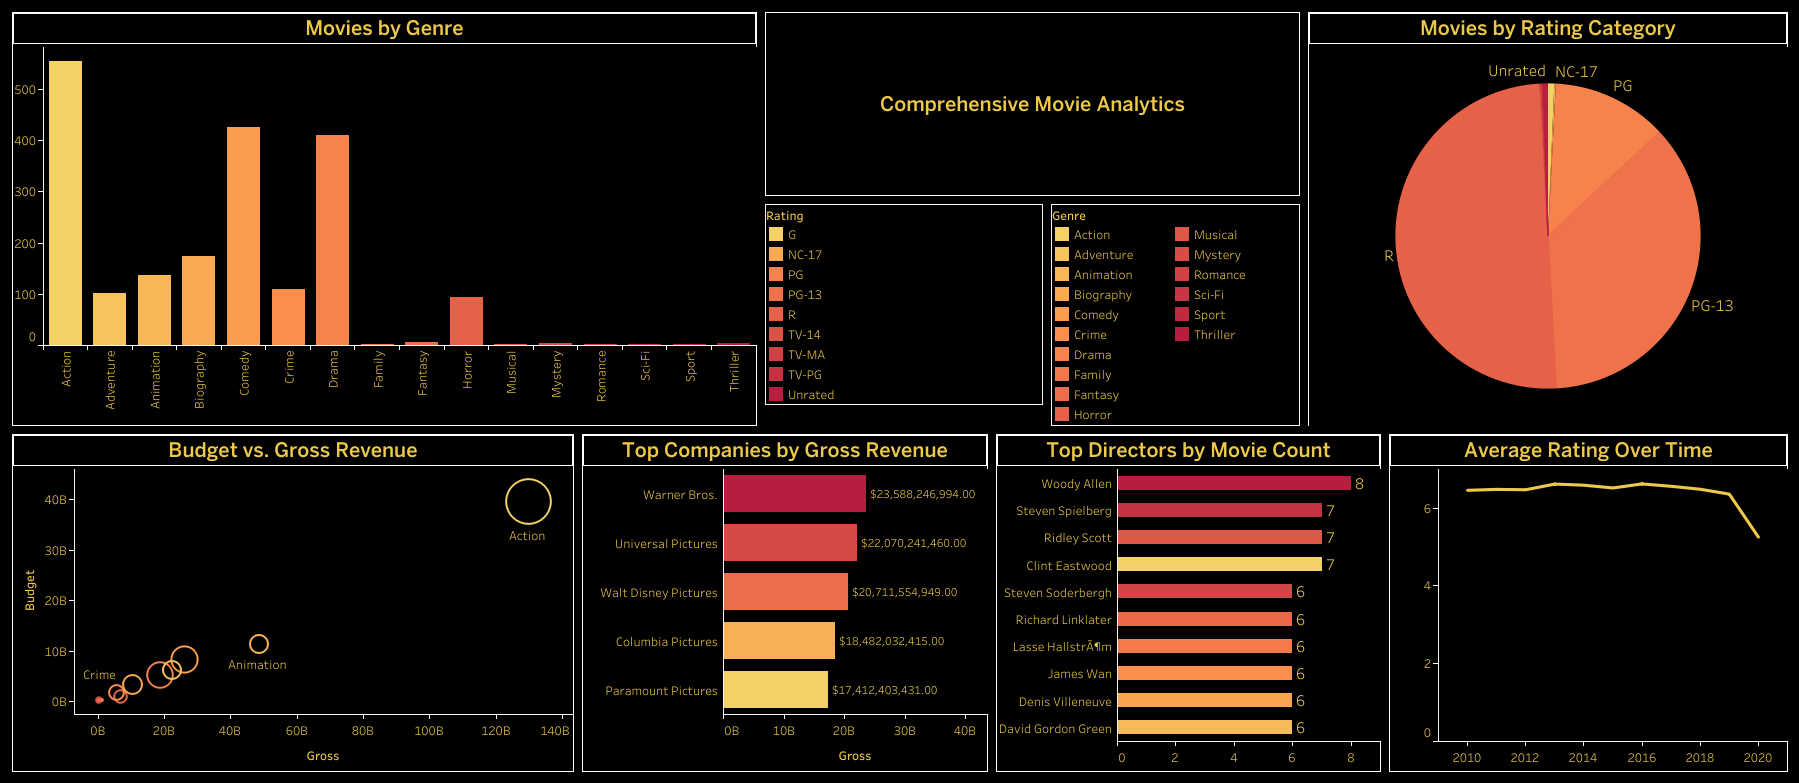 Movies by Genre
500
400
300
200
100
0
Action
Adventure
Animation
Biography
Comedy
Crime
Drama
Family
Fantasy
Horror
Musical
Mystery
Romance
Sci-Fi
Sport
Thriller
Comprehensive Movie Analytics
Rating
G
NC-17
PG
PG-13
R
TV-14
TV-MA
TV-PG
Unrated
Genre
Action
Adventure
Animation
Biography
Comedy
Crime
Drama
Family
Fantasy
Horror
Musical
Mystery
Romance
Sci-Fi
Sport
Thriller
Movies by Rating Category
Unrated
NC-17
PG
R
PG-13
Budget vs. Gross Revenue
Budget
40B
30B
20B
10B
0B
Action
Animation
Crime
0B
20B
40B
60B
80B
100B
120B
140B
Gross
Top Companies by Gross Revenue
Warner Bros. $23,588,246,994.00
Universal Pictures $22,070,241,460.00
Walt Disney Pictures $20,711,554,949.00
Columbia Pictures $18,482,032,415.00
Paramount Pictures $17,412,403,431.00
0B
10B
20B
30B
40B
Gross
Top Directors by Movie Count
Woody Allen 8
Steven Spielberg 7
Ridley Scott 7
Clint Eastwood 7
Steven Soderbergh 6
Richard Linklater 6
Lasse HallstrÃ¶m 6
James Wan 6
Denis Villeneuve 6
David Gordon Green 6
0
2
4
6
8
Average Rating Over Time
6
4
2
0
2010
2012
2014
2016
2018
2020